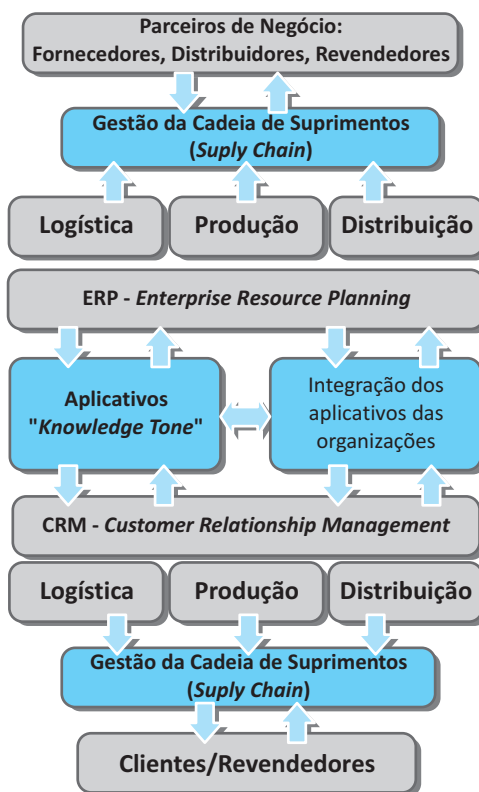 Parceiros de Negócio:
Fornecedores, Distribuidores, Revendedores
Gestão da Cadeia de Suprimentos
(Suply Chain)
Logística
Produção
Distribuição
ERP - Enterprise Resource Planning
Aplicativos
"Knowledge Tone"
Integração dos
aplicativos das
organizações
CRM - Customer Relationship Management
Logística
Produção
Distribuição
Gestão da Cadeia de Suprimentos
(Suply Chain)
Clientes/Revendedores